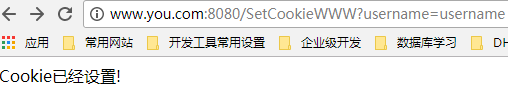 www.you.com:8080/SetCookieWWW?username=username
应用 常用网站 开发工具常用设置 企业级开发 数据库学习 DH
Cookie已经设置!